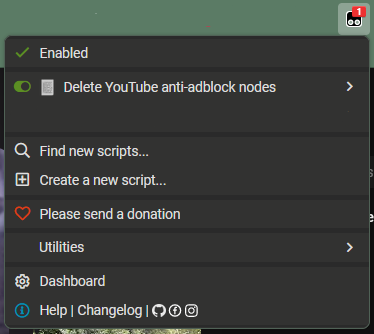 1
Enabled
Delete YouTube anti-adblock nodes
Find new scripts...
Create a new script...
Please send a donation
Utilities
Dashboard
Help | Changelog |